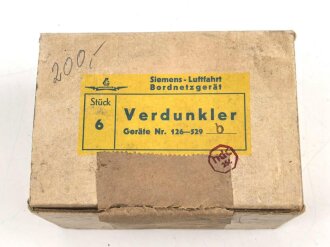 200,-
Siemens-Luftfahrt
Bordnetzgerät
Stück
6
Verdunkler
Geräte Nr. 126-529 b